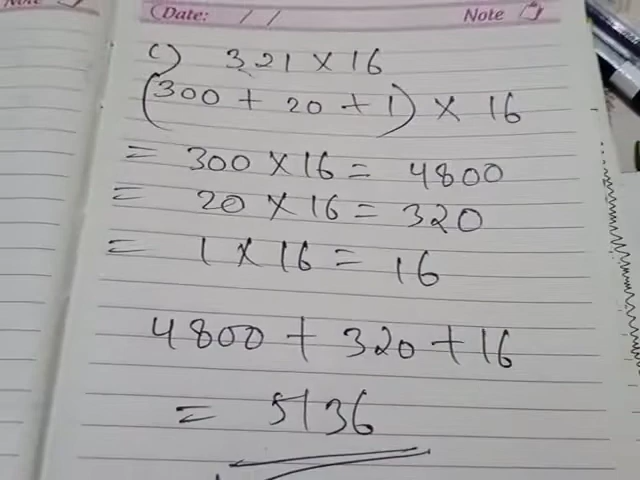 Date: / / Note
c) 321 × 16
(300 + 20 + 1) × 16
= 300 × 16 = 4800
= 20 × 16 = 320
= 1 × 16 = 16
4800 + 320 + 16
= 5136